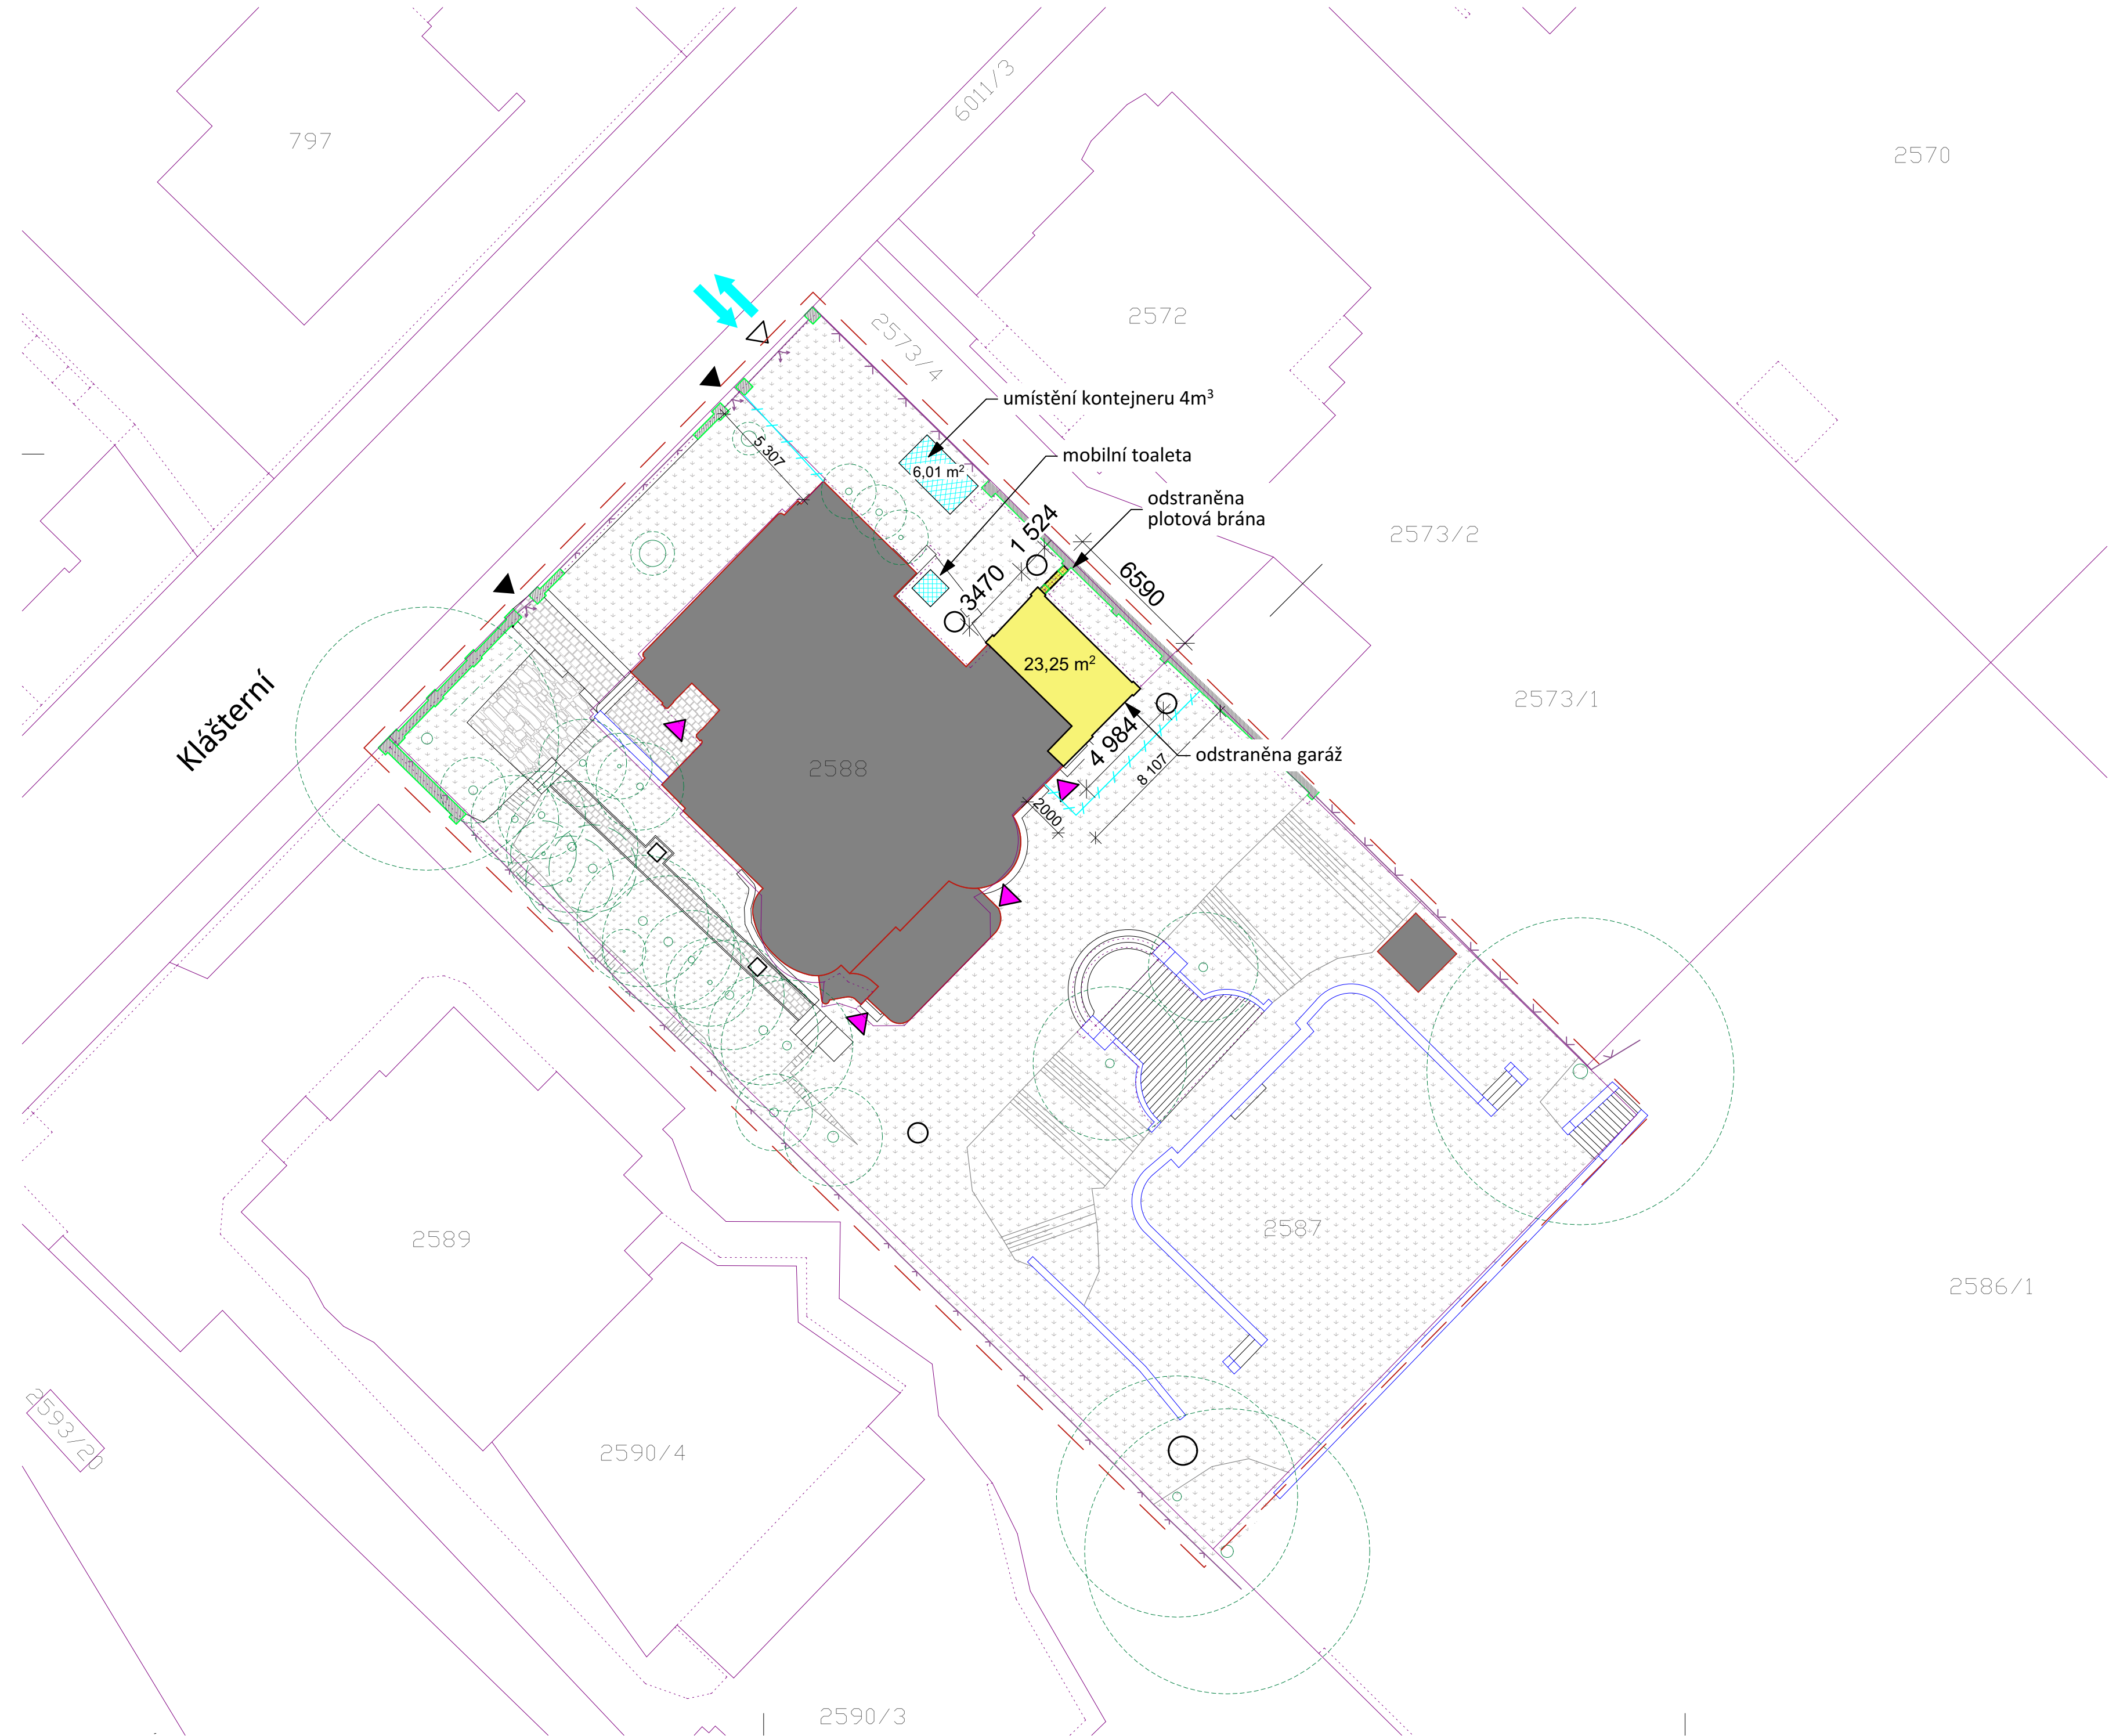 797
6011/3
2570
2572
2573/4
umístění kontejneru 4m³
5 307
mobilní toaleta
6,01 m²
odstraněna
plotová brána
1 524
2573/2
3470
6590
23,25 m²
2573/1
Klášterní
4 984
odstraněna garáž
8 107
2588
2000
2589
2587
2586/1
2593/20
2590/4
2590/3